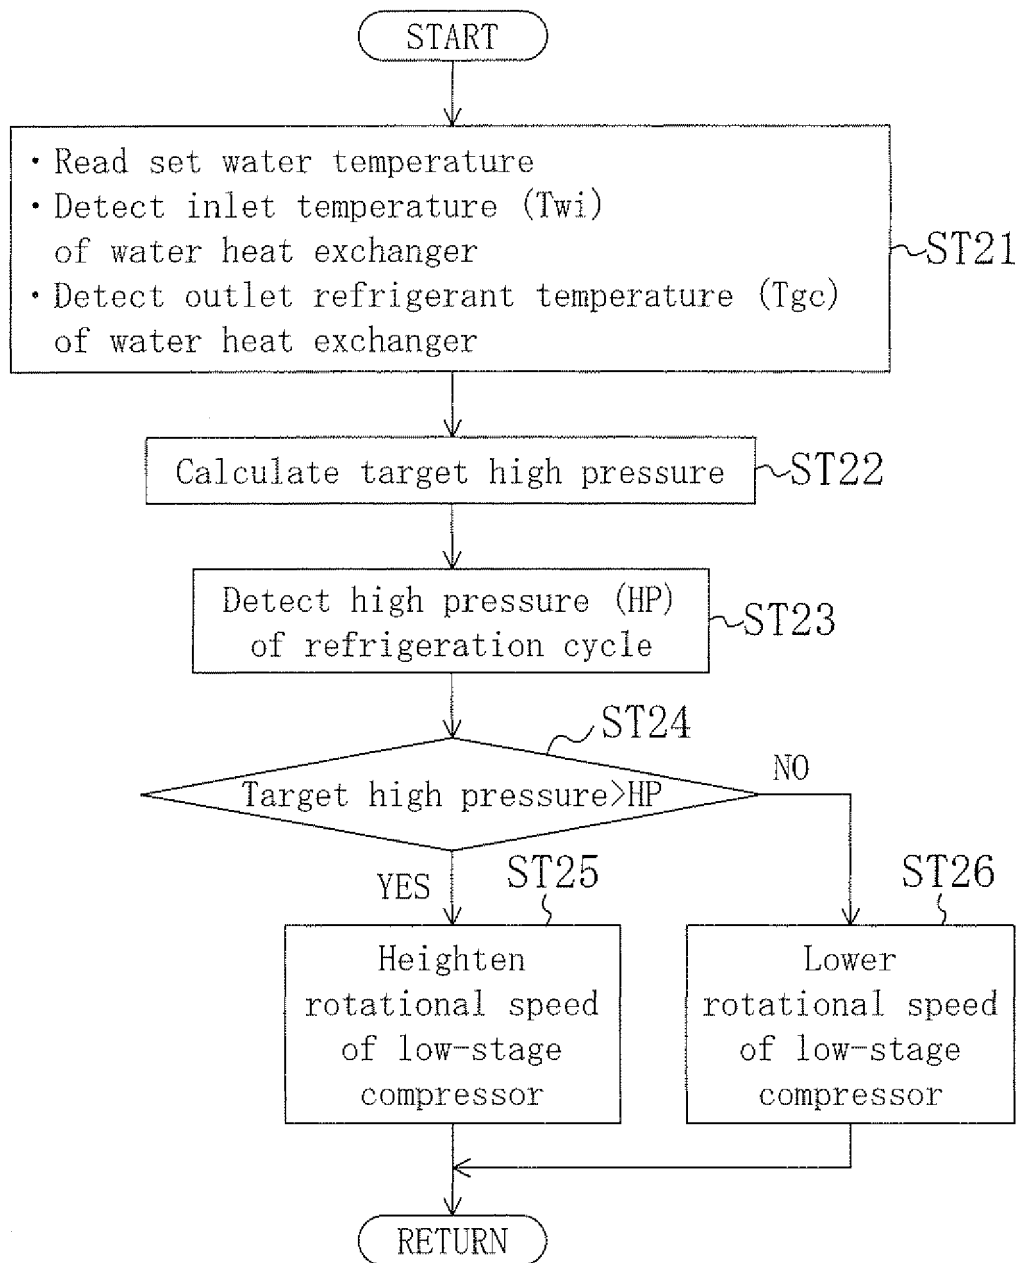 START
・Read set water temperature
・Detect inlet temperature (Twi)
of water heat exchanger
・Detect outlet refrigerant temperature (Tgc)
of water heat exchanger
ST21
Calculate target high pressure
ST22
Detect high pressure (HP)
of refrigeration cycle
ST23
ST24
Target high pressure>HP
NO
YES
ST25
Heighten
rotational speed
of low-stage
compressor
ST26
Lower
rotational speed
of low-stage
compressor
RETURN